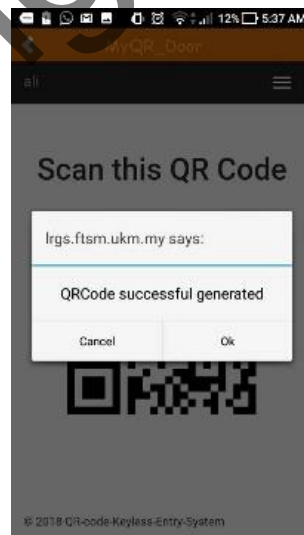 12% 5:37 AM
MyQR_Door
ali
Scan this QR Code
lrgs.ftsm.ukm.my says:
QRCode successful generated
Cancel Ok
© 2018 QR-code-Keyless-Entry-System